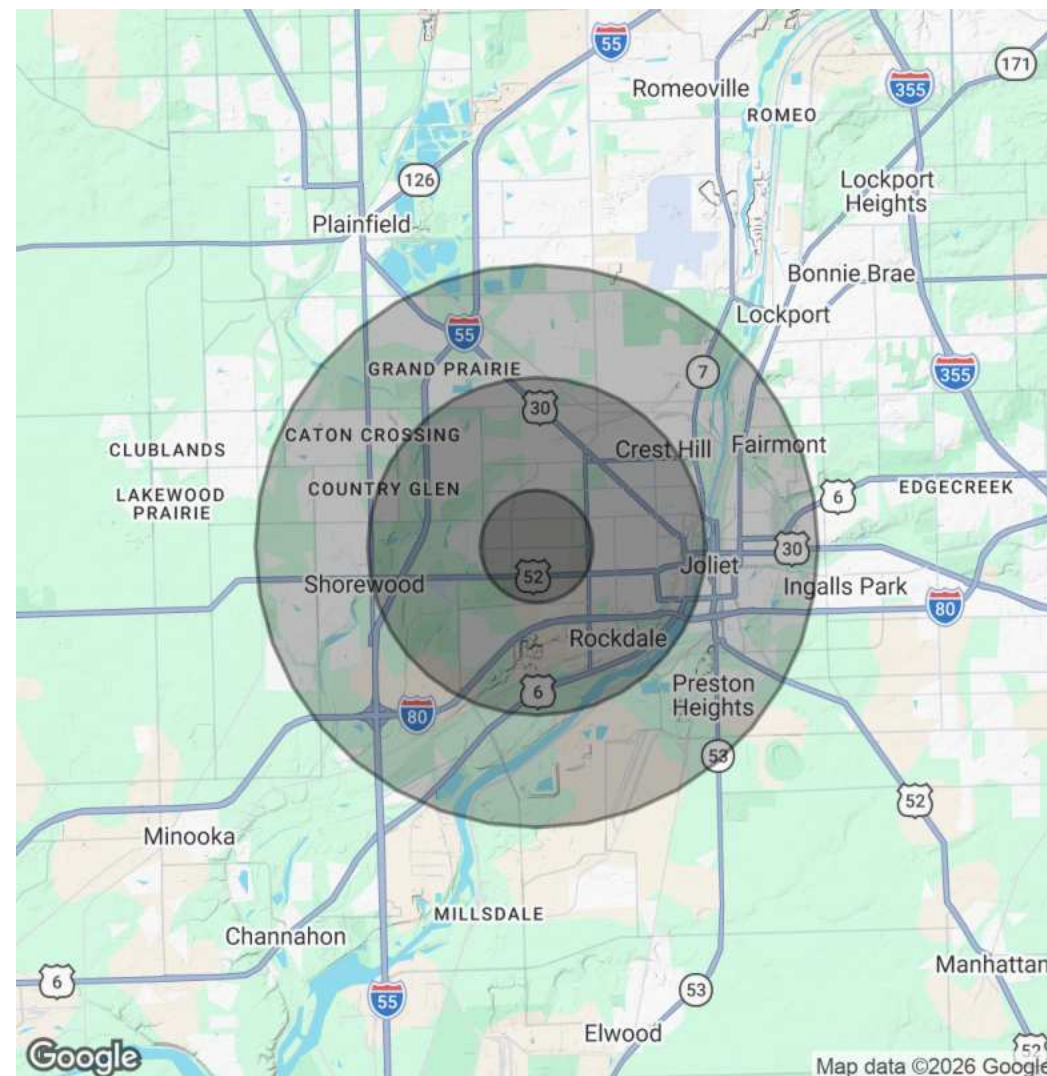 55
171
Romeoville
355
ROMEO
126
Lockport
Heights
Plainfield
Bonnie Brae
Lockport
55
GRAND PRAIRIE
7
355
30
CATON CROSSING
Crest Hill
Fairmont
CLUBLANDS
COUNTRY GLEN
EDGECREEK
LAKEWOOD
PRAIRIE
6
30
Joliet
52
Shorewood
Ingalls Park
80
Rockdale
6
Preston
Heights
80
53
52
Minooka
MILLSDALE
Channahon
Manhattan
6
53
55
Elwood
52
Google
Map data ©2026 Google